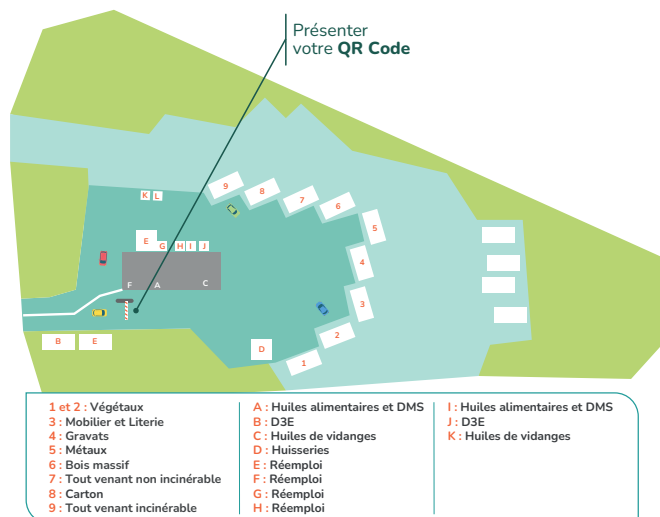 Présenter
votre QR Code
K L
9
8
7
6
5
4
3
2
1
E
G
H I J
F A C
B E
D
1 et 2 : Végétaux
3 : Mobilier et Literie
4 : Gravats
5 : Métaux
6 : Bois massif
7 : Tout venant non incinérable
8 : Carton
9 : Tout venant incinérable
A : Huiles alimentaires et DMS
B : D3E
C : Huiles de vidanges
D : Huisseries
E : Réemploi
F : Réemploi
G : Réemploi
H : Réemploi
I : Huiles alimentaires et DMS
J : D3E
K : Huiles de vidanges